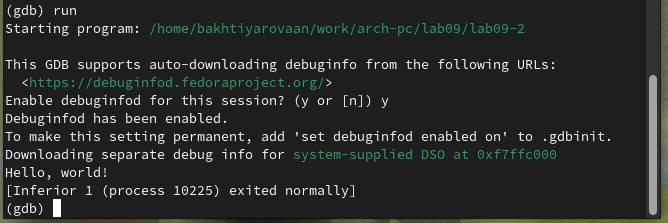 (gdb) run
Starting program: /home/bakhtiyarovaan/work/arch-pc/lab09/lab09-2
This GDB supports auto-downloading debuginfo from the following URLs:
<https://debuginfod.fedoraproject.org/>
Enable debuginfod for this session? (y or [n]) y
Debuginfod has been enabled.
To make this setting permanent, add 'set debuginfod enabled on' to .gdbinit.
Downloading separate debug info for system-supplied DSO at 0xf7ffc000
Hello, world!
[Inferior 1 (process 10225) exited normally]
(gdb)